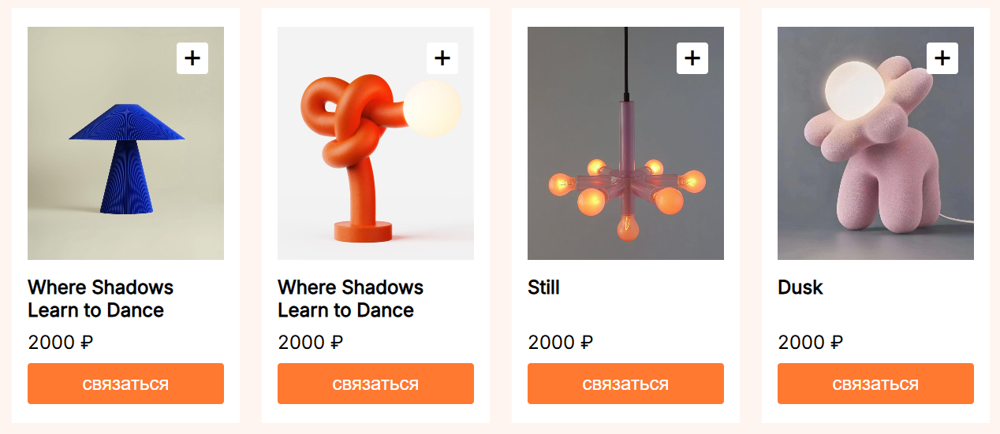 +
+
+
+
Where Shadows
Learn to Dance
2000 ₽
связаться
Where Shadows
Learn to Dance
2000 ₽
связаться
Still
2000 ₽
связаться
Dusk
2000 ₽
связаться